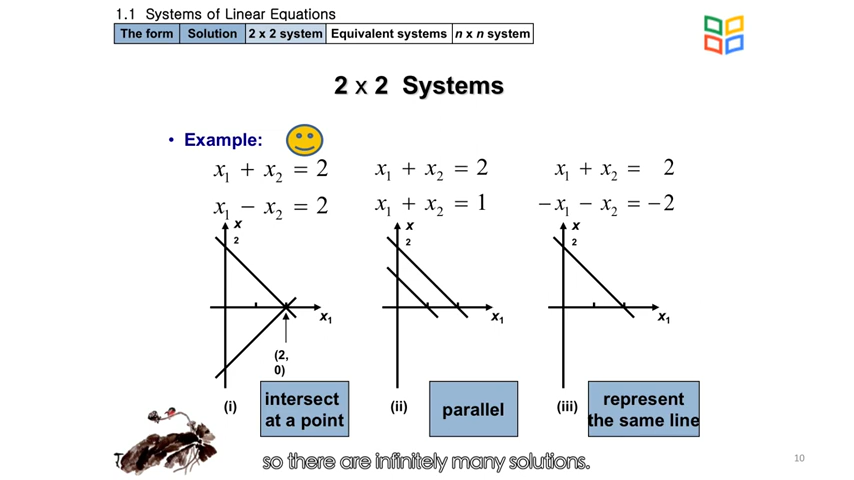 1.1 Systems of Linear Equations
The form Solution 2 x 2 system Equivalent systems n x n system
2 x 2 Systems
• Example:
x₁ + x₂ = 2
x₁ − x₂ = 2
x₁ + x₂ = 2
x₁ + x₂ = 1
x₁ + x₂ = 2
−x₁ − x₂ = −2
x
2
x₁
(2,
0)
x
2
x₁
x
2
x₁
(i)
intersect
at a point
(ii)
parallel
(iii)
represent
the same line
so there are infinitely many solutions.
10